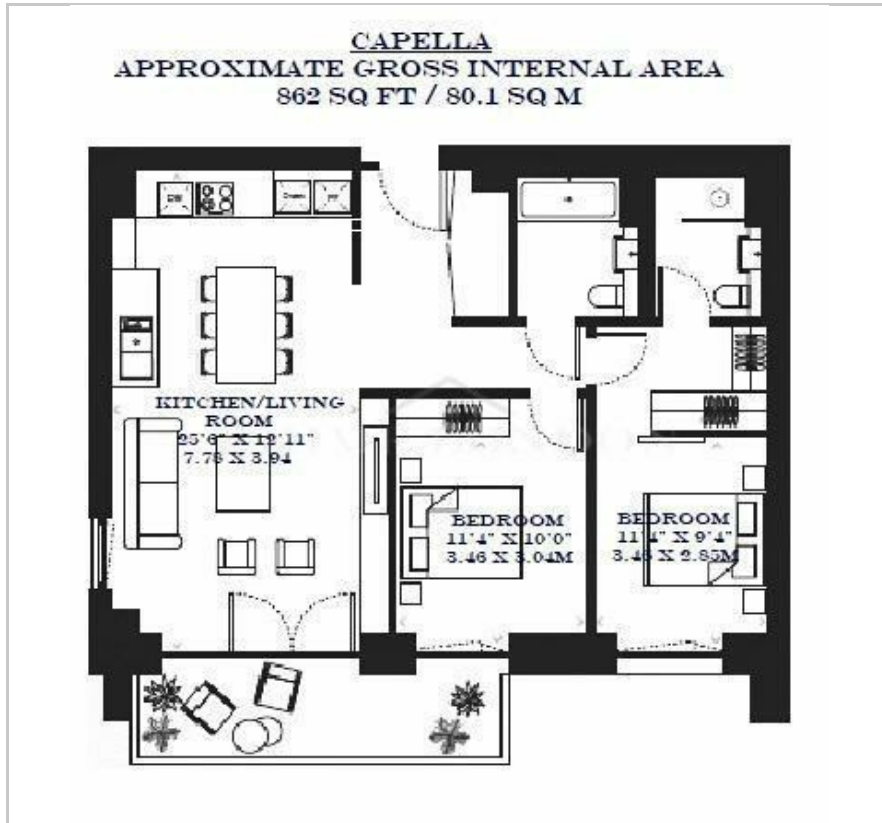 CAPELLA
APPROXIMATE GROSS INTERNAL AREA
862 SQ FT / 80.1 SQ M
KITCHEN/LIVING
ROOM
25'6" X 12'11"
7.78 X 3.94
BEDROOM
11'4" X 10'0"
3.46 X 3.04M
BEDROOM
11'4" X 9'4"
3.46 X 2.85M